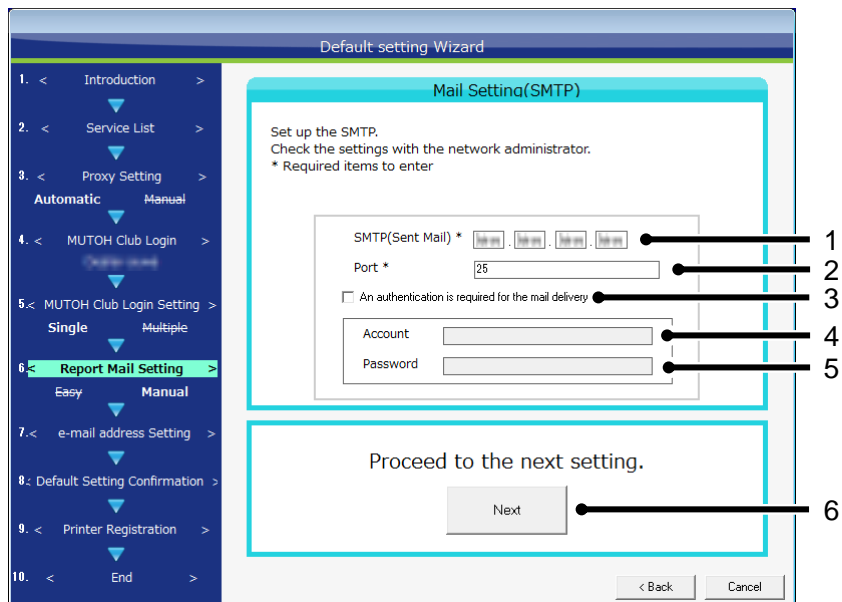 Default setting Wizard
1. < Introduction >
2. < Service List >
3. < Proxy Setting >
Automatic Manual
4. < MUTOH Club Login >
5.< MUTOH Club Login Setting >
Single Multiple
6.< Report Mail Setting >
Easy Manual
7.< e-mail address Setting >
8.< Default Setting Confirmation >
9. < Printer Registration >
10. < End >
Mail Setting(SMTP)
Set up the SMTP.
Check the settings with the network administrator.
* Required items to enter
SMTP(Sent Mail) * . . . 1
Port * 25 2
An authentication is required for the mail delivery 3
Account 4
Password 5
Proceed to the next setting.
Next 6
< Back Cancel